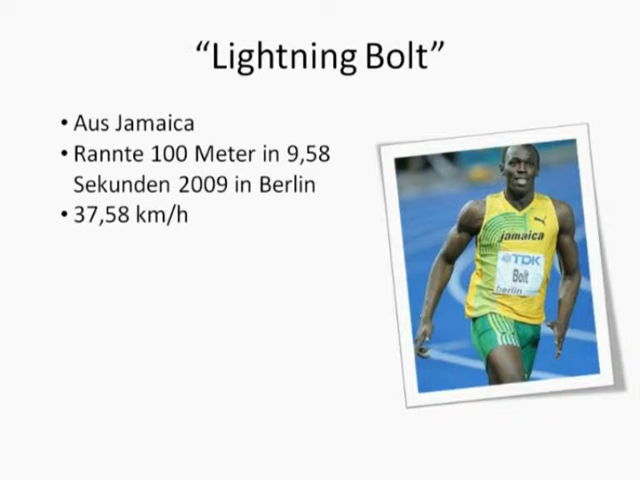 “Lightning Bolt”
• Aus Jamaica
• Rannte 100 Meter in 9,58
Sekunden 2009 in Berlin
• 37,58 km/h
jamaica
TDK
Bolt
berlin